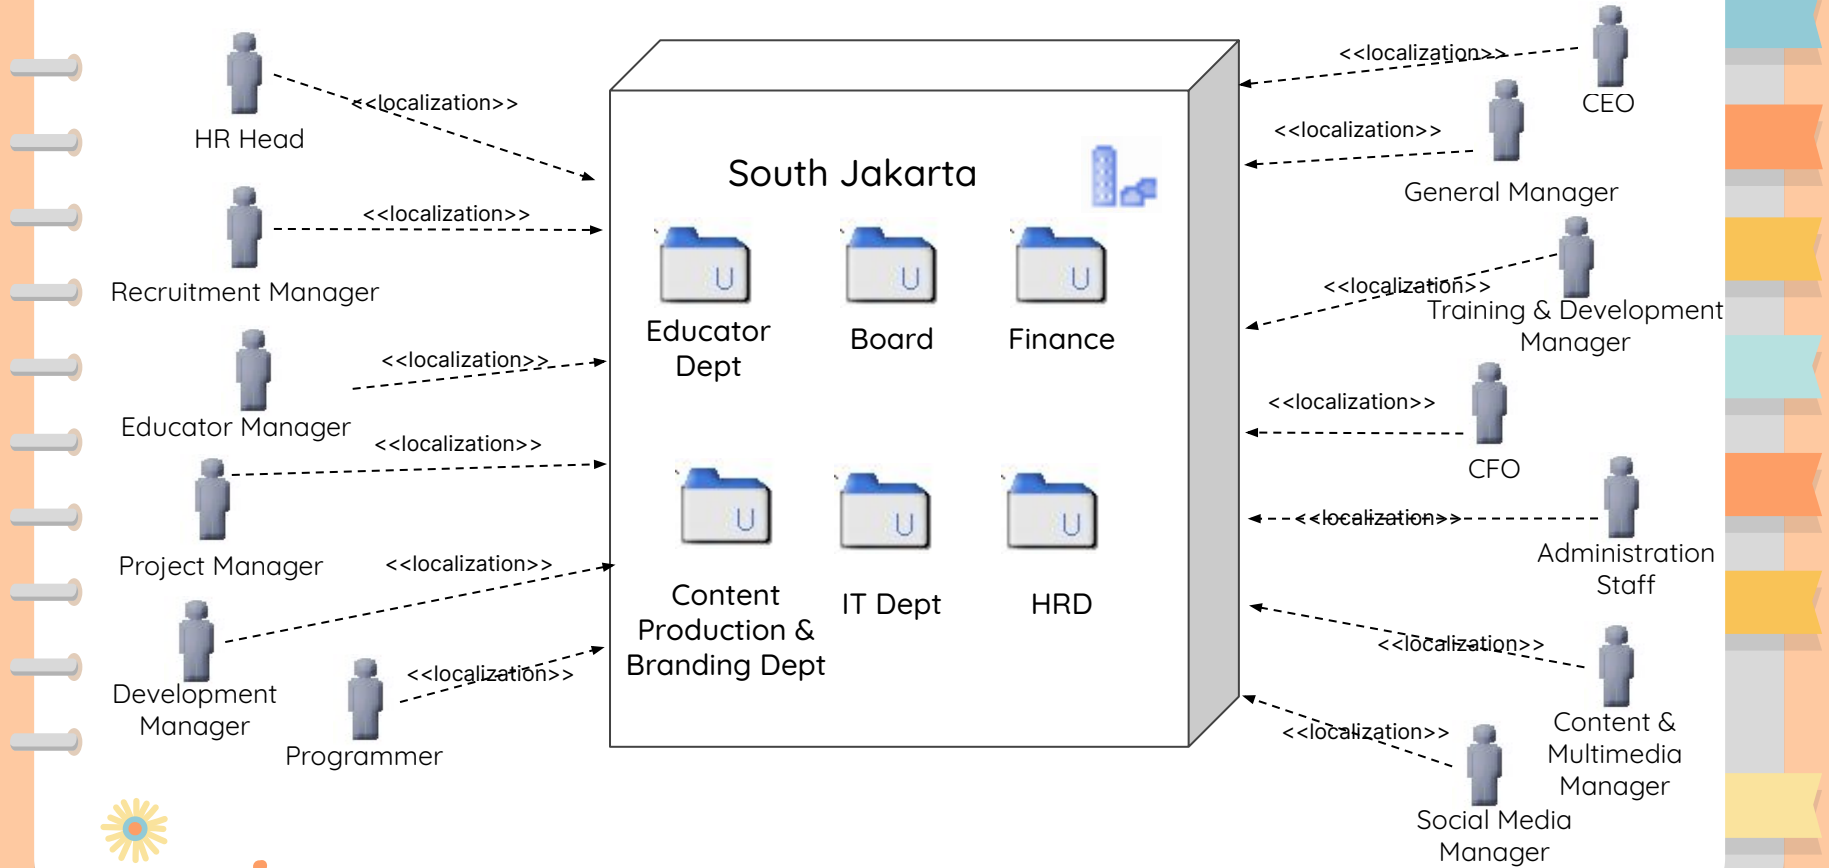 <<localization>>
HR Head
<<localization>>
Recruitment Manager
<<localization>>
Educator Manager
<<localization>>
Project Manager
<<localization>>
Development
Manager
<<localization>>
Programmer
South Jakarta
U
U
U
Educator
Dept
Board
Finance
U
U
U
Content
Production &
Branding Dept
IT Dept
HRD
<<localization>>
CEO
<<localization>>
General Manager
<<localization>>
Training & Development
Manager
<<localization>>
CFO
<<localization>>
Administration
Staff
<<localization>>
Content &
Multimedia
Manager
<<localization>>
Social Media
Manager